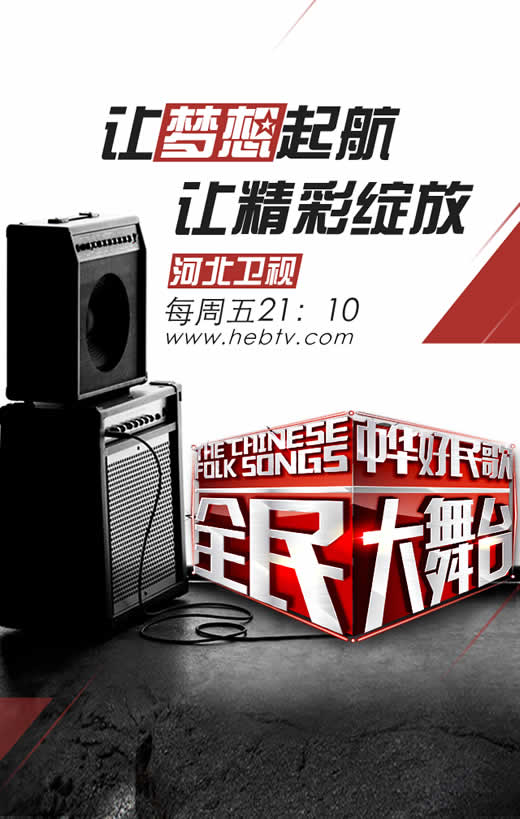 让梦想起航
让精彩绽放
河北卫视
每周五21：10
www.hebtv.com
THE CHINESE
FOLK SONGS
中华好民歌
全民大舞台